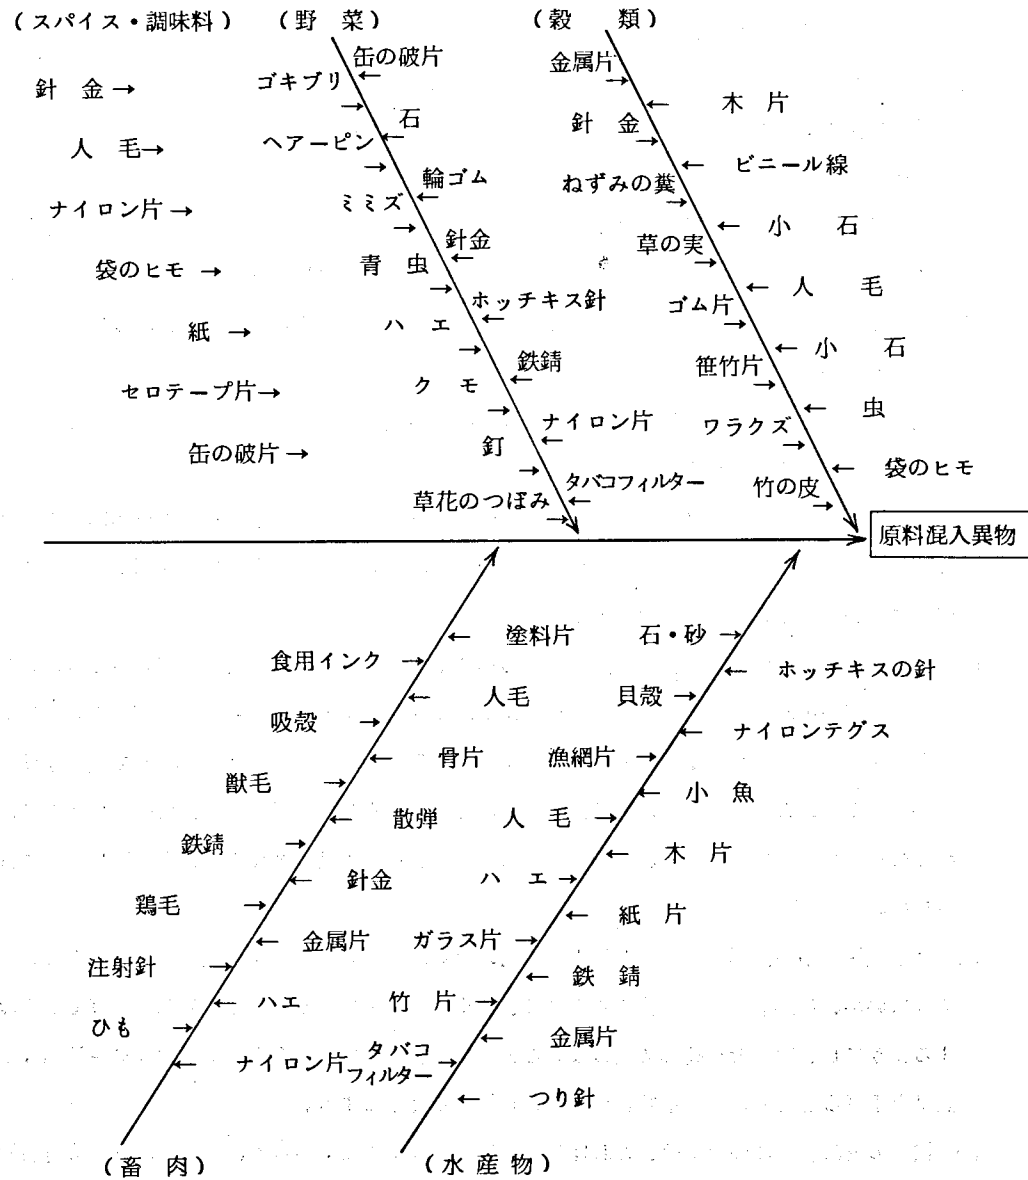 (スパイス・調味料)
針 金→
人 毛→
ナイロン片→
袋のヒモ→
紙→
セロテープ片→
缶の破片→
(野 菜)
缶の破片
ゴキブリ
石
ヘアーピン
輪ゴム
ミミズ
針金
青 虫
ホッチキス針
ハ エ
鉄錆
ク モ
ナイロン片
釘
タバコフィルター
草花のつぼみ
(穀 類)
金属片
木 片
針 金
ビニール線
ねずみの糞
小 石
草の実
人 毛
ゴム片
小 石
笹竹片
虫
ワラクズ
袋のヒモ
竹の皮
原料混入異物
塗料片
食用インク
人毛
吸殻
骨片
獣毛
散弾
鉄錆
針金
鶏毛
金属片
注射針
ハエ
ひも
ナイロン片
(畜 肉)
石・砂
ホッチキスの針
貝殻
ナイロンテグス
漁網片
小 魚
人 毛
木 片
ハ エ
紙 片
ガラス片
鉄 錆
竹 片
金属片
タバコ
フィルター
つり針
(水産物)